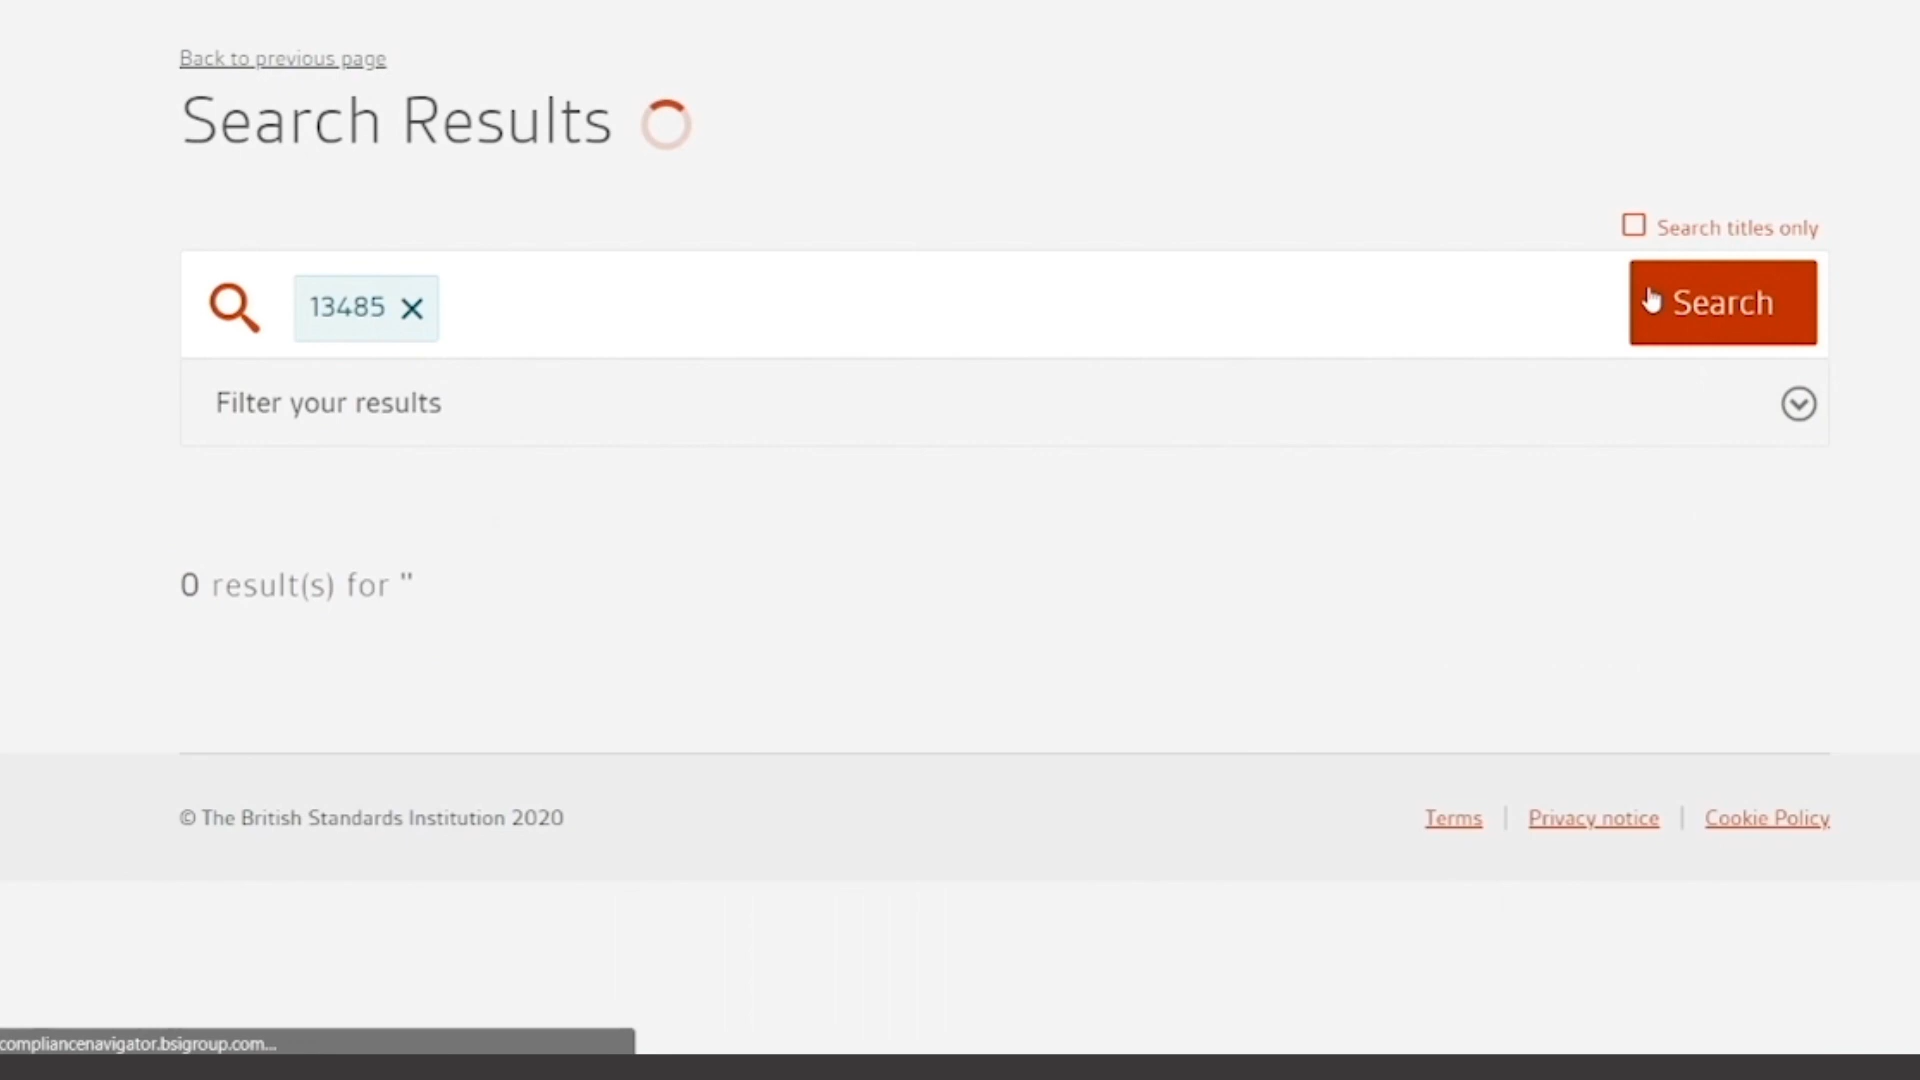 Back to previous page
Search Results
Search titles only
13485
Search
Filter your results
0 result(s) for ''
© The British Standards Institution 2020
Terms
Privacy notice
Cookie Policy
compliancenavigator.bsigroup.com...